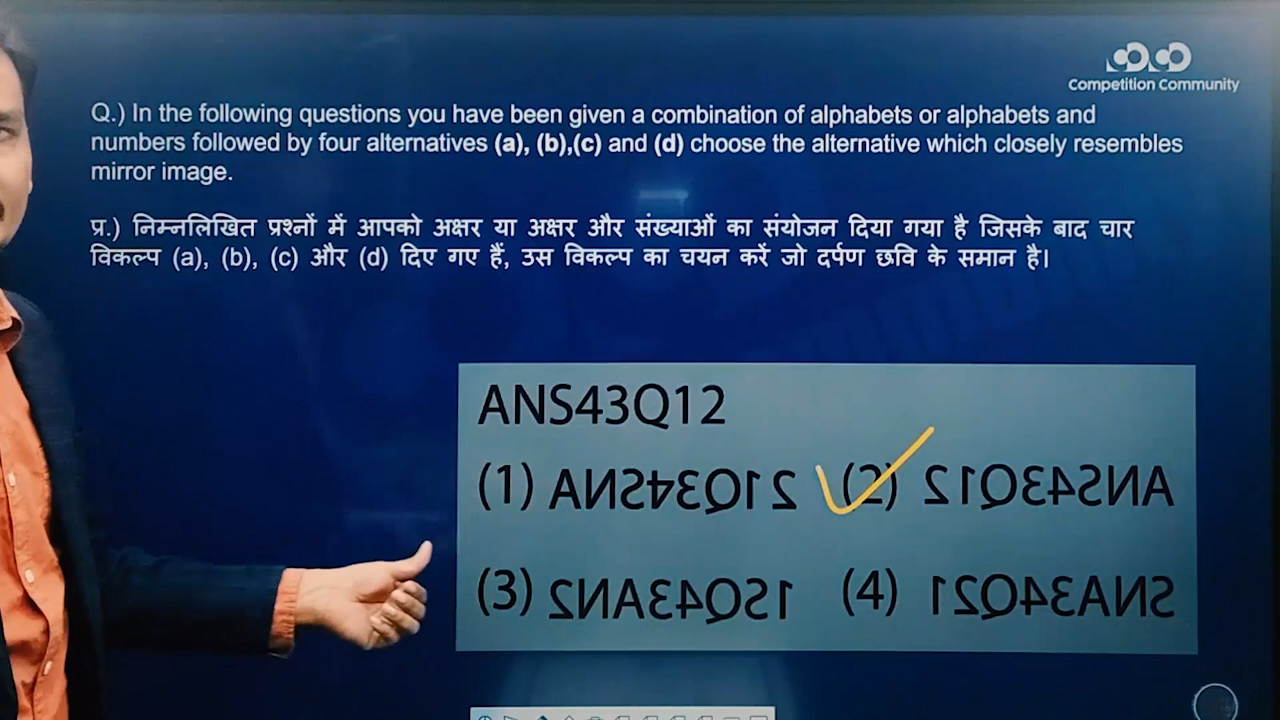 Competition Community
Q.) In the following questions you have been given a combination of alphabets or alphabets and
numbers followed by four alternatives (a), (b),(c) and (d) choose the alternative which closely resembles
mirror image.
प्र.) निम्नलिखित प्रश्नों में आपको अक्षर या अक्षर और संख्याओं का संयोजन दिया गया है जिसके बाद चार
विकल्प (a), (b), (c) और (d) दिए गए हैं, उस विकल्प का चयन करें जो दर्पण छवि के समान है।
ANS43Q12
(1) (2)
(3) (4)